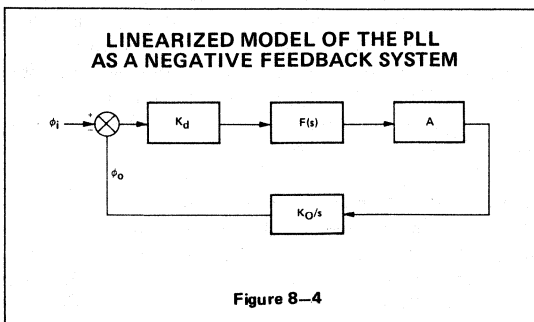 LINEARIZED MODEL OF THE PLL
AS A NEGATIVE FEEDBACK SYSTEM
ϕi + − Kd F(s) A
ϕo
KO/s
Figure 8—4